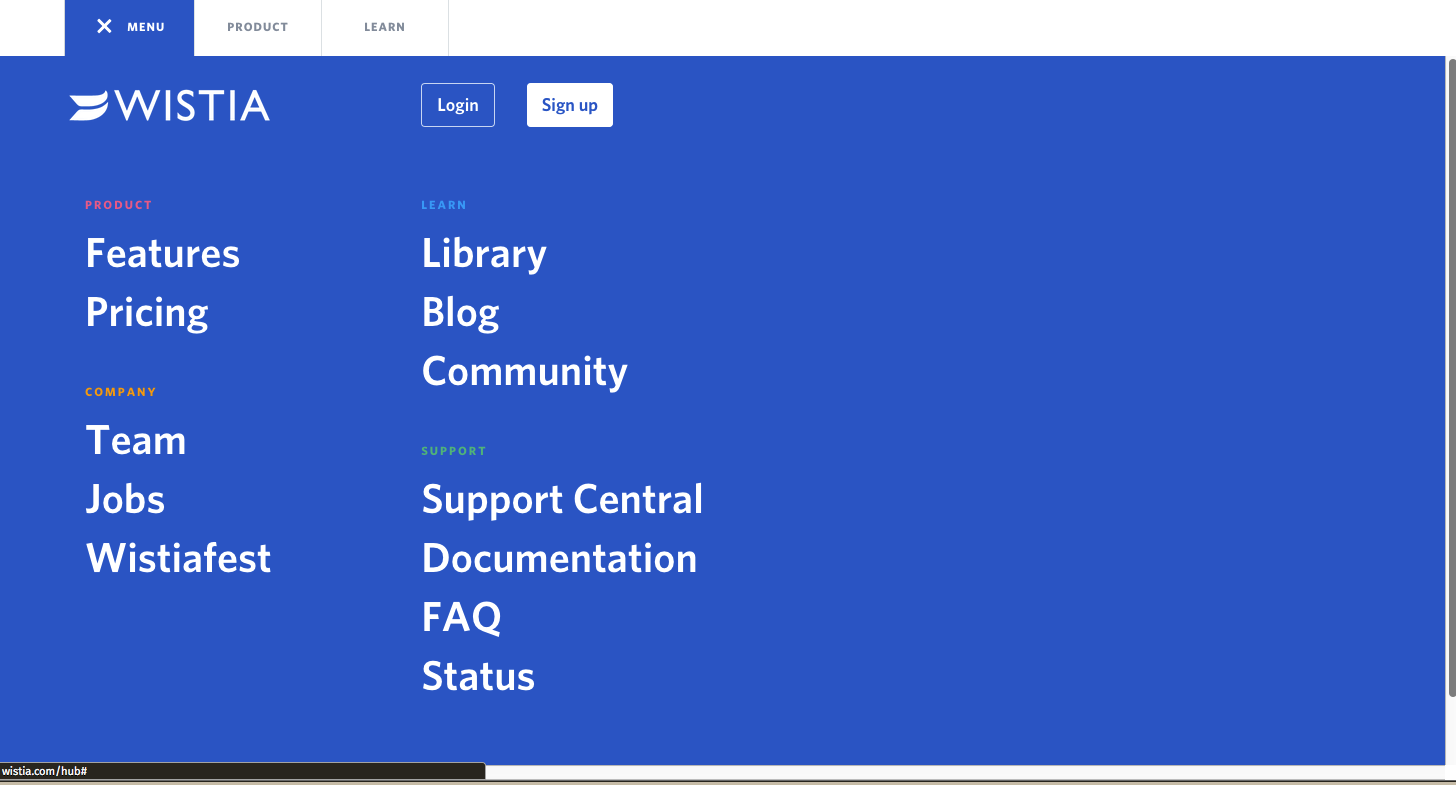 MENU PRODUCT LEARN
WISTIA
Login Sign up
PRODUCT
Features
Pricing
COMPANY
Team
Jobs
Wistiafest
LEARN
Library
Blog
Community
SUPPORT
Support Central
Documentation
FAQ
Status
wistia.com/hub#